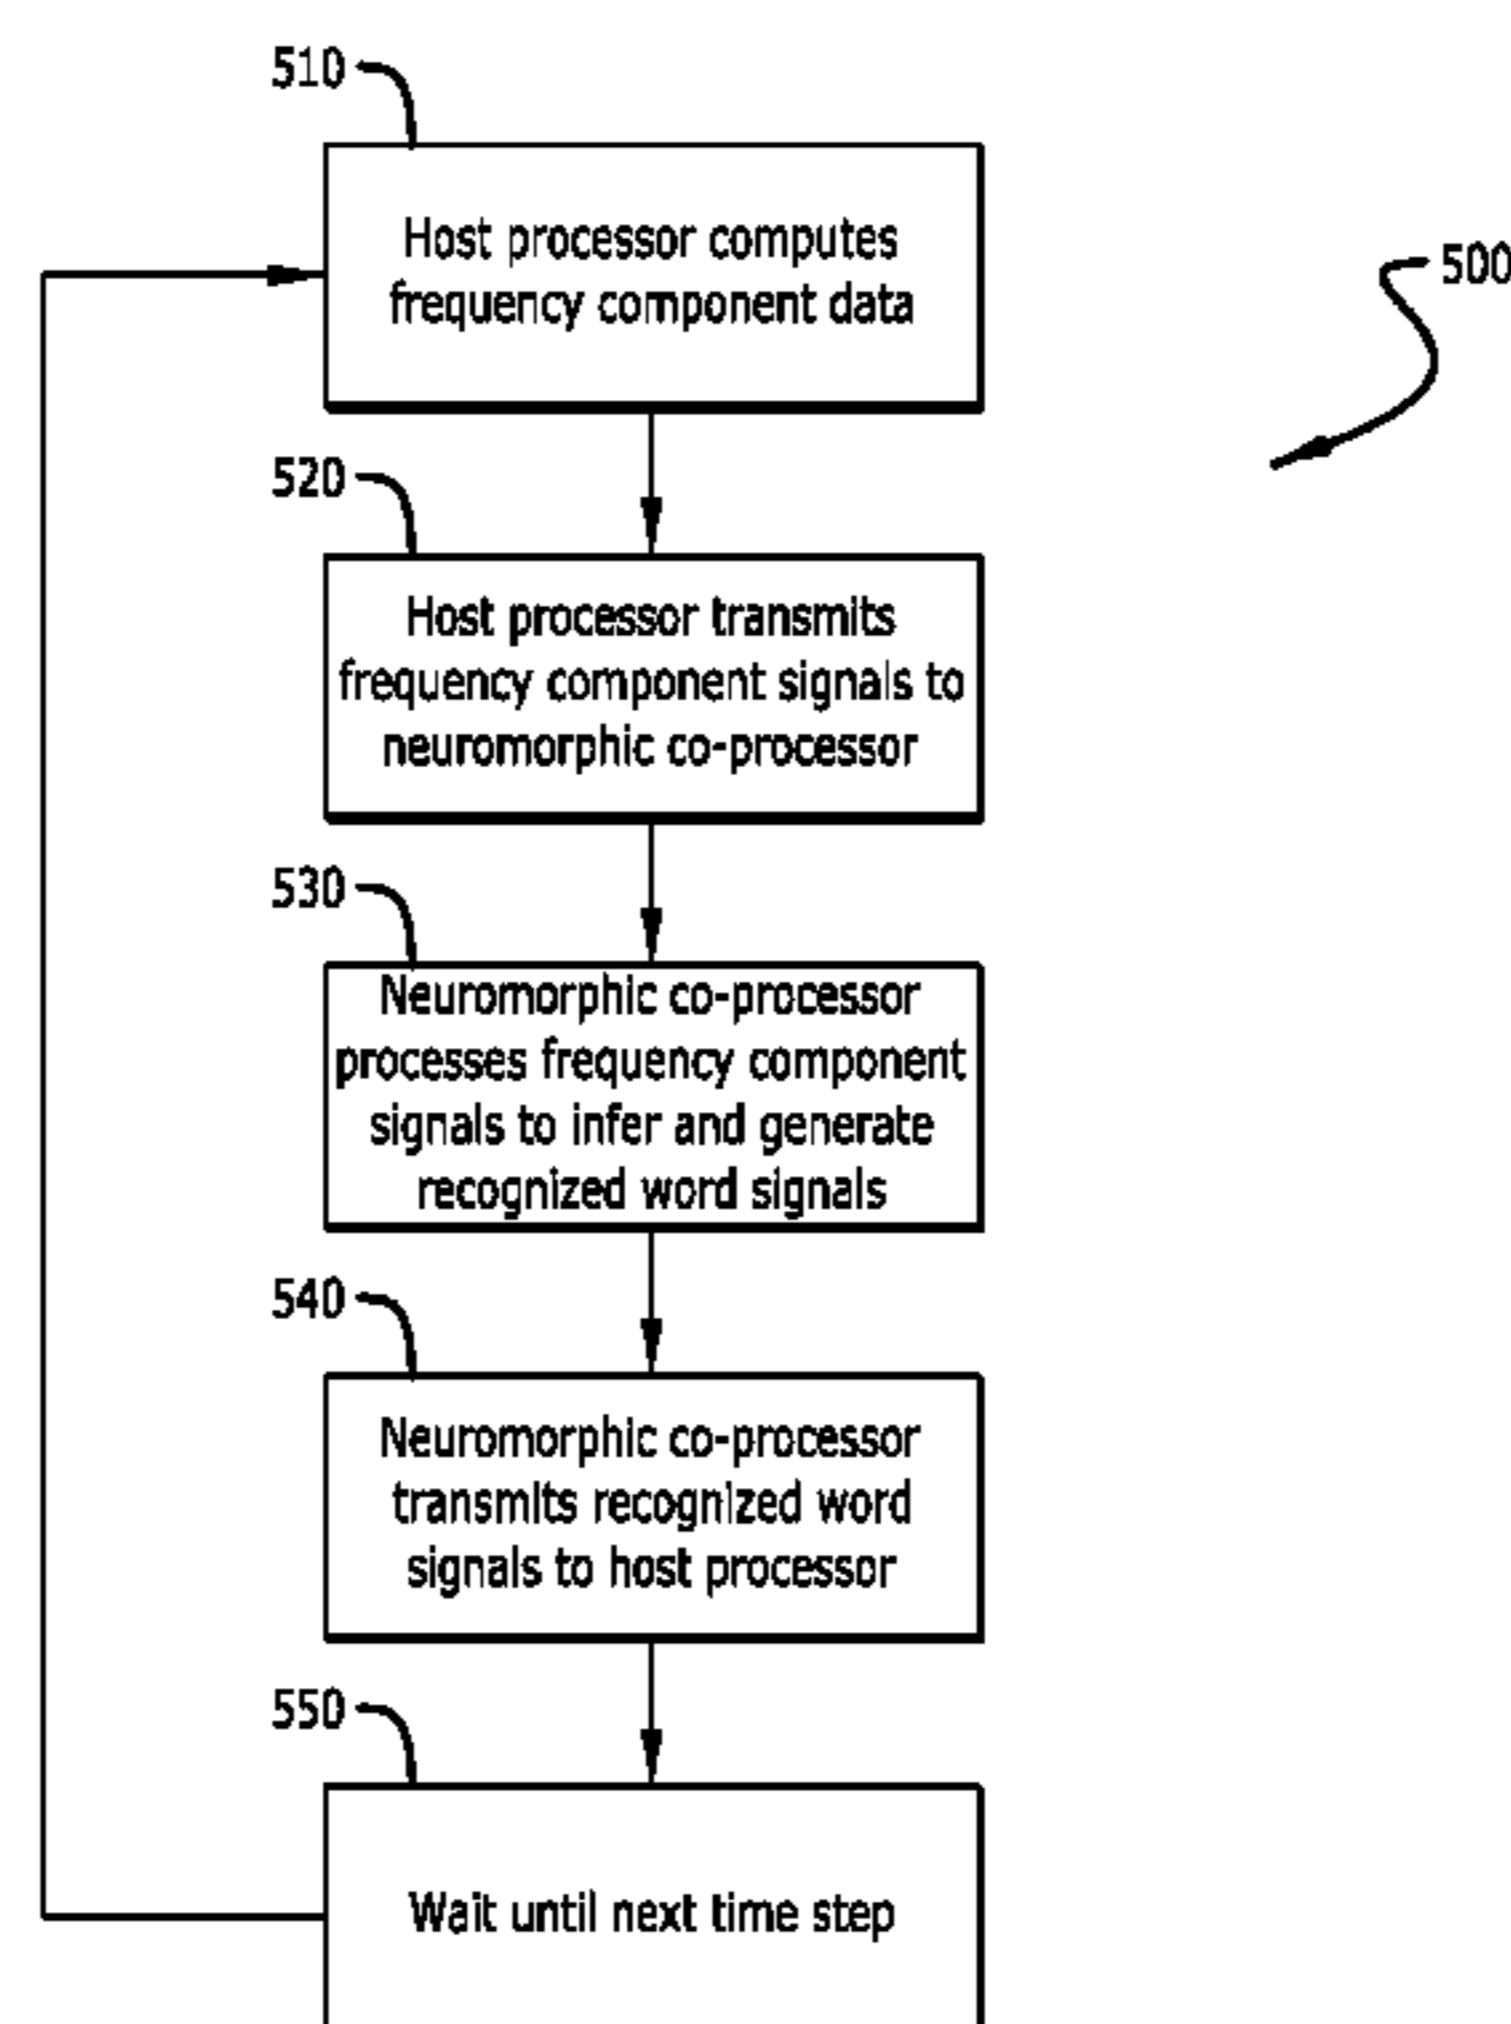 510
Host processor computes
frequency component data
500
520
Host processor transmits
frequency component signals to
neuromorphic co-processor
530
Neuromorphic co-processor
processes frequency component
signals to infer and generate
recognized word signals
540
Neuromorphic co-processor
transmits recognized word
signals to host processor
550
Wait until next time step